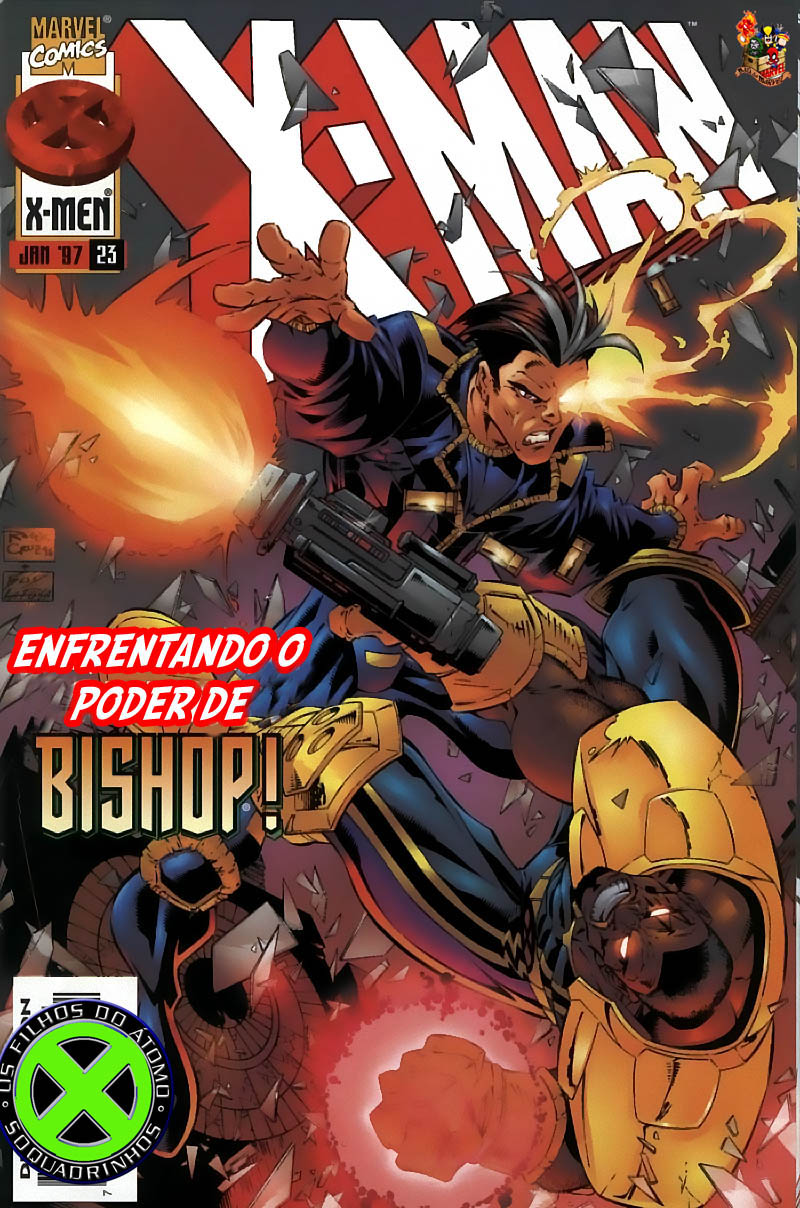 MARVEL
COMICS
M
X-MEN
JAN '97 23
X-MAN
ENFRENTANDO O
PODER DE
BISHOP!
OS FILHOS DO ÁTOMO
SOQUADRINHOS